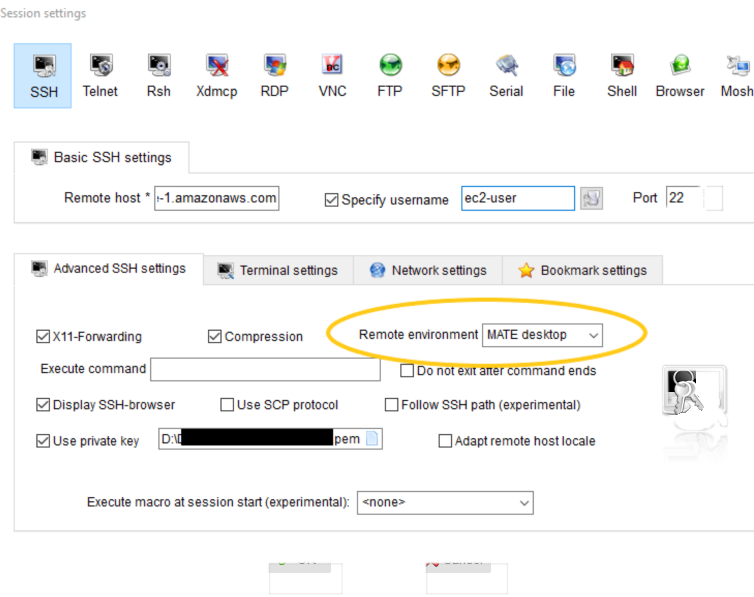 Session settings
SSH Telnet Rsh Xdmcp RDP VNC FTP SFTP Serial File Shell Browser Mosh
Basic SSH settings
Remote host * -1.amazonaws.com Specify username ec2-user Port 22
Advanced SSH settings Terminal settings Network settings Bookmark settings
X11-Forwarding Compression Remote environment MATE desktop
Execute command Do not exit after command ends
Display SSH-browser Use SCP protocol Follow SSH path (experimental)
Use private key D:\ pem Adapt remote host locale
Execute macro at session start (experimental): <none>